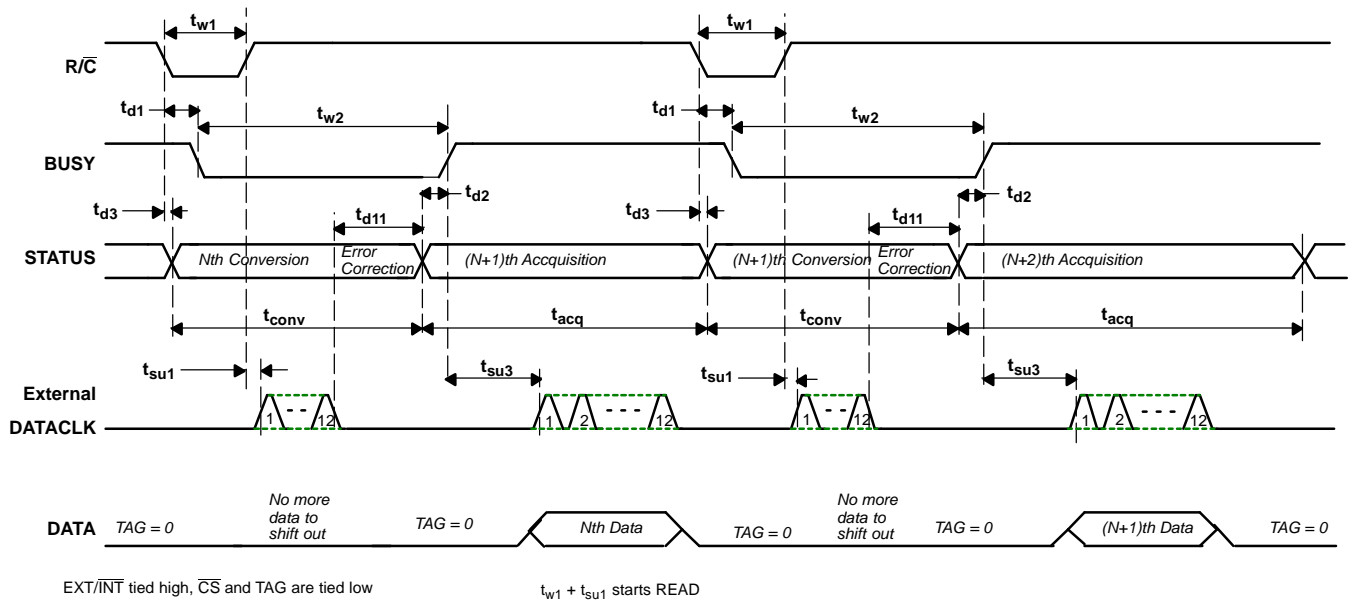 tw1 tw1
R/C
td1 tw2 td1 tw2
BUSY
td2 td2
td3 td11 td3 td11
STATUS Nth Conversion Error Correction (N+1)th Accquisition (N+1)th Conversion Error Correction (N+2)th Accquisition
tconv tacq tconv tacq
tsu1 tsu3 tsu1 tsu3
External
DATACLK 1 - - 12 1 2 - - - 12 1 - - 12 1 2 - - - 12
No more
data to
shift out
No more
data to
shift out
DATA TAG = 0 TAG = 0 Nth Data TAG = 0 TAG = 0 (N+1)th Data TAG = 0
EXT/INT tied high, CS and TAG are tied low tw1 + tsu1 starts READ